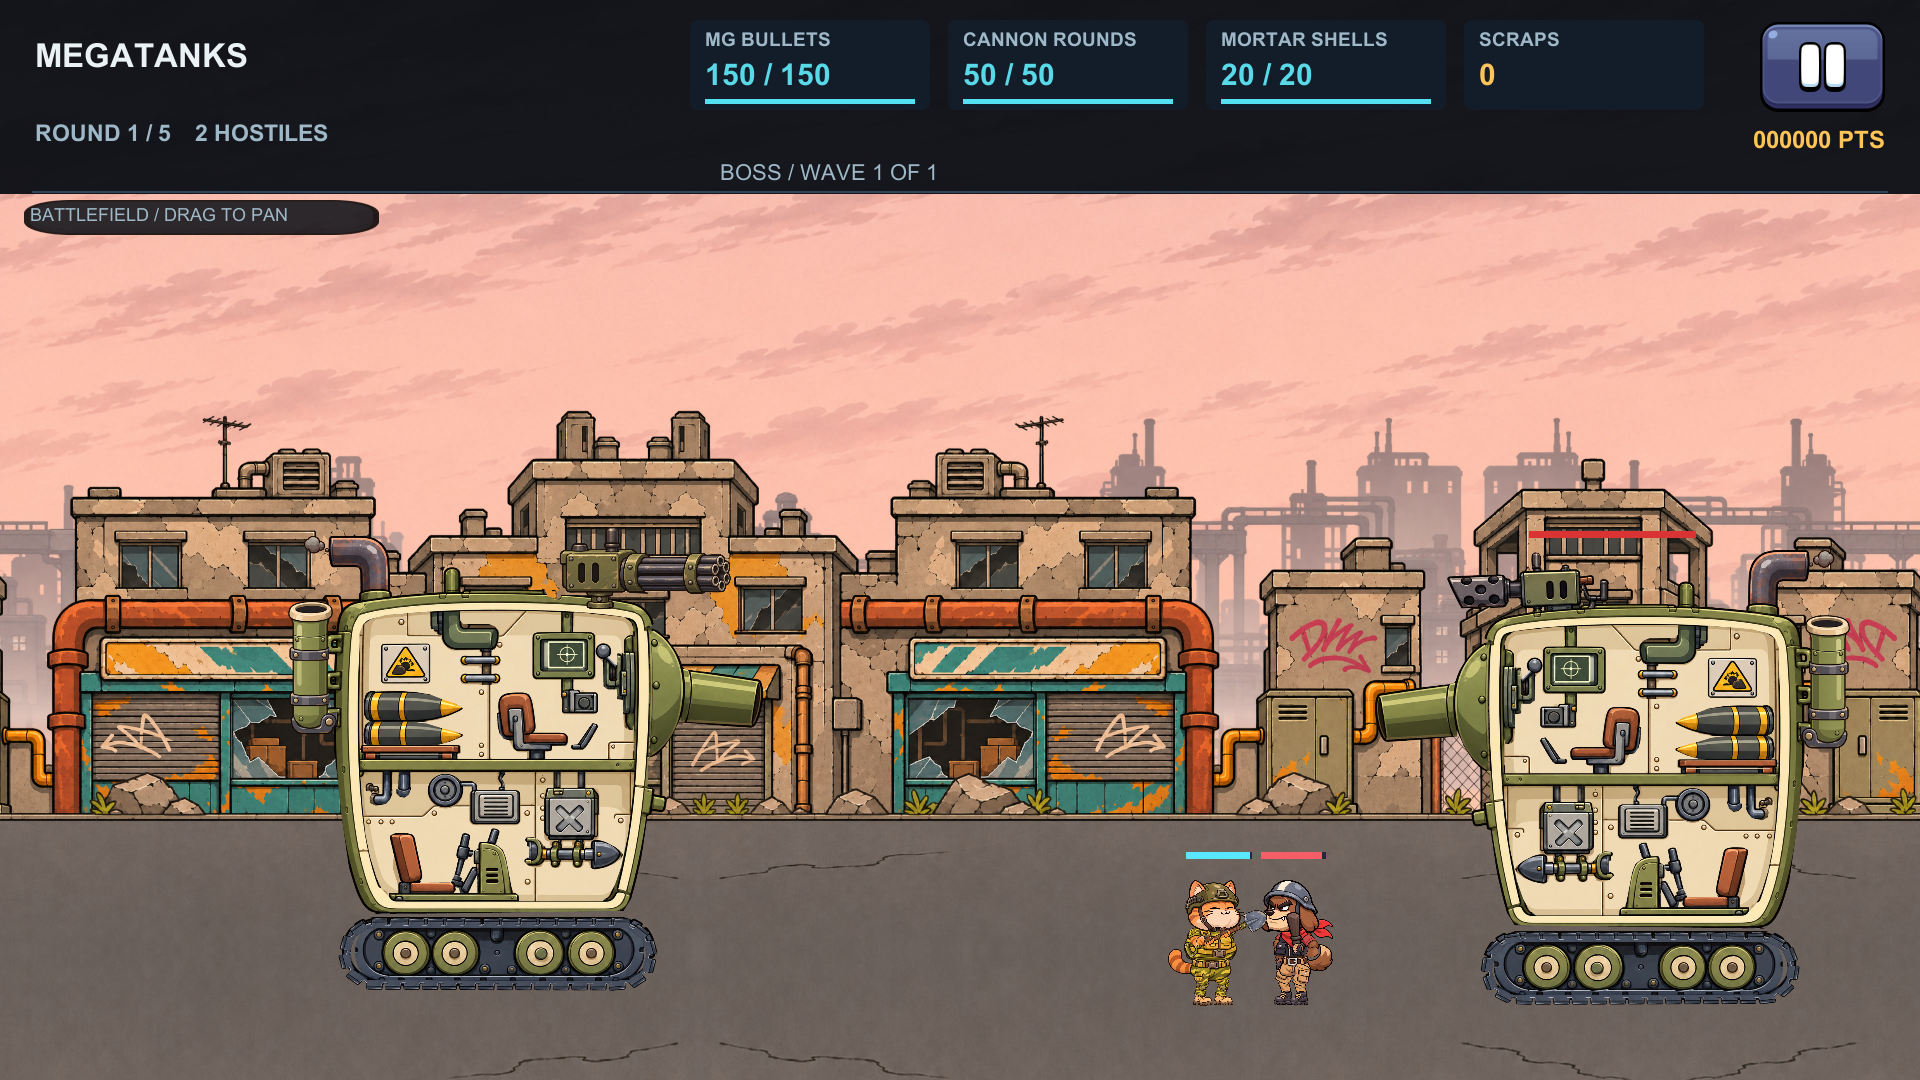 MEGATANKS
MG BULLETS
150 / 150
CANNON ROUNDS
50 / 50
MORTAR SHELLS
20 / 20
SCRAPS
0
ROUND 1 / 5 2 HOSTILES
000000 PTS
BOSS / WAVE 1 OF 1
BATTLEFIELD / DRAG TO PAN